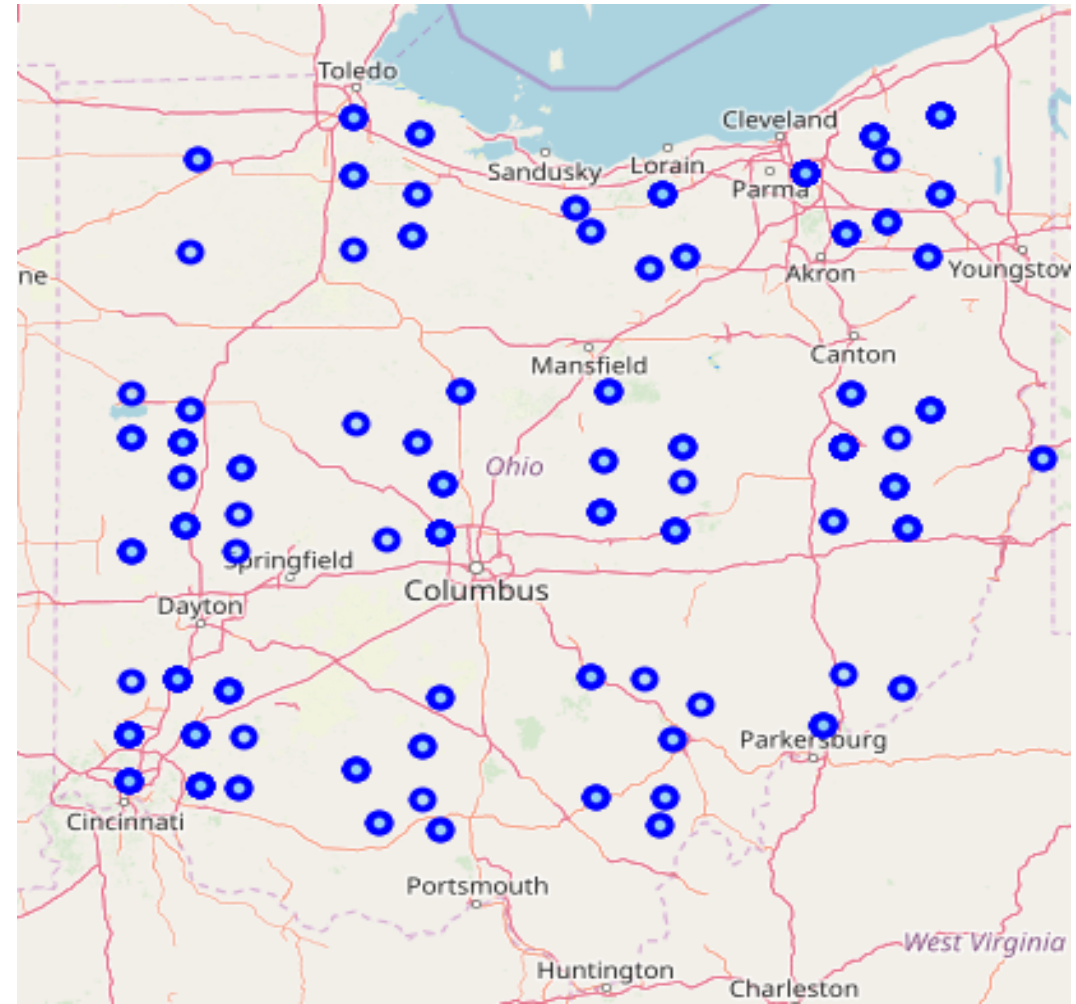 Toledo
Cleveland
Sandusky
Lorain
Parma
ne
Akron
Youngstow
Mansfield
Canton
Ohio
Springfield
Columbus
Dayton
Parkersburg
Cincinnati
Portsmouth
West Virginia
Huntington
Charleston